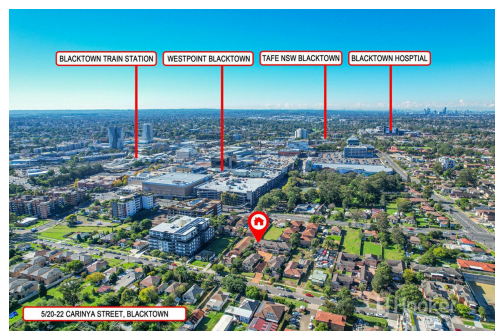 BLACKTOWN TRAIN STATION
WESTPOINT BLACKTOWN
TAFE NSW BLACKTOWN
BLACKTOWN HOSPTIAL
5/20-22 CARINYA STREET, BLACKTOWN